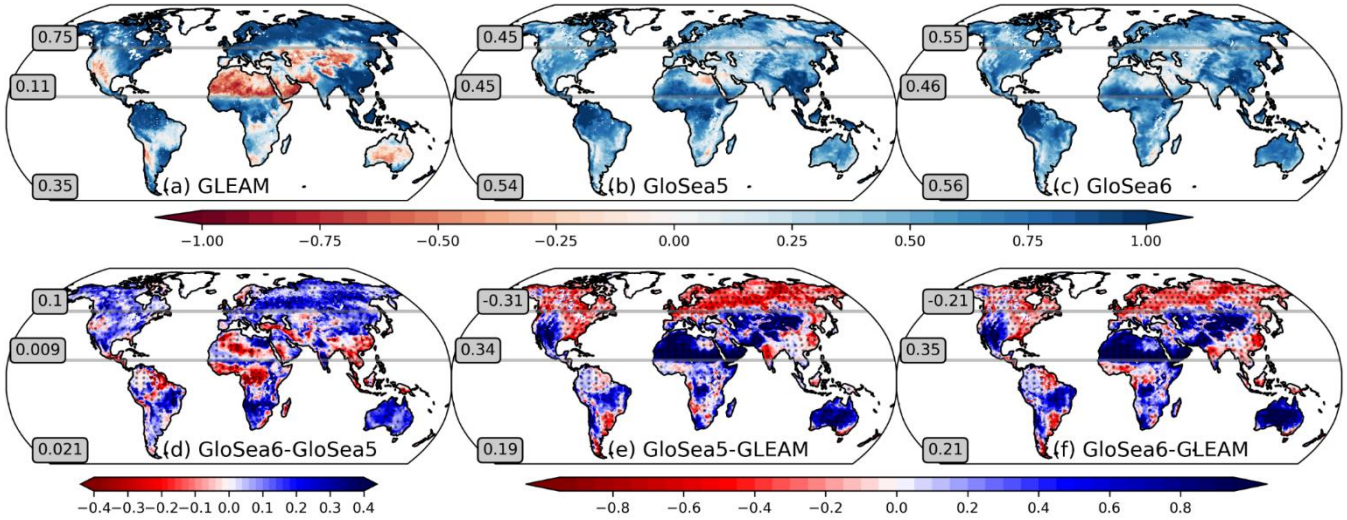 0.75
0.11
0.35
(a) GLEAM
0.45
0.45
0.54
(b) GloSea5
0.55
0.46
0.56
(c) GloSea6
−1.00 −0.75 −0.50 −0.25 0.00 0.25 0.50 0.75 1.00
0.1
0.009
0.021
(d) GloSea6-GloSea5
-0.31
0.34
0.19
(e) GloSea5-GLEAM
-0.21
0.35
0.21
(f) GloSea6-GLEAM
−0.4 −0.3 −0.2 −0.1 0.0 0.1 0.2 0.3 0.4
−0.8 −0.6 −0.4 −0.2 0.0 0.2 0.4 0.6 0.8